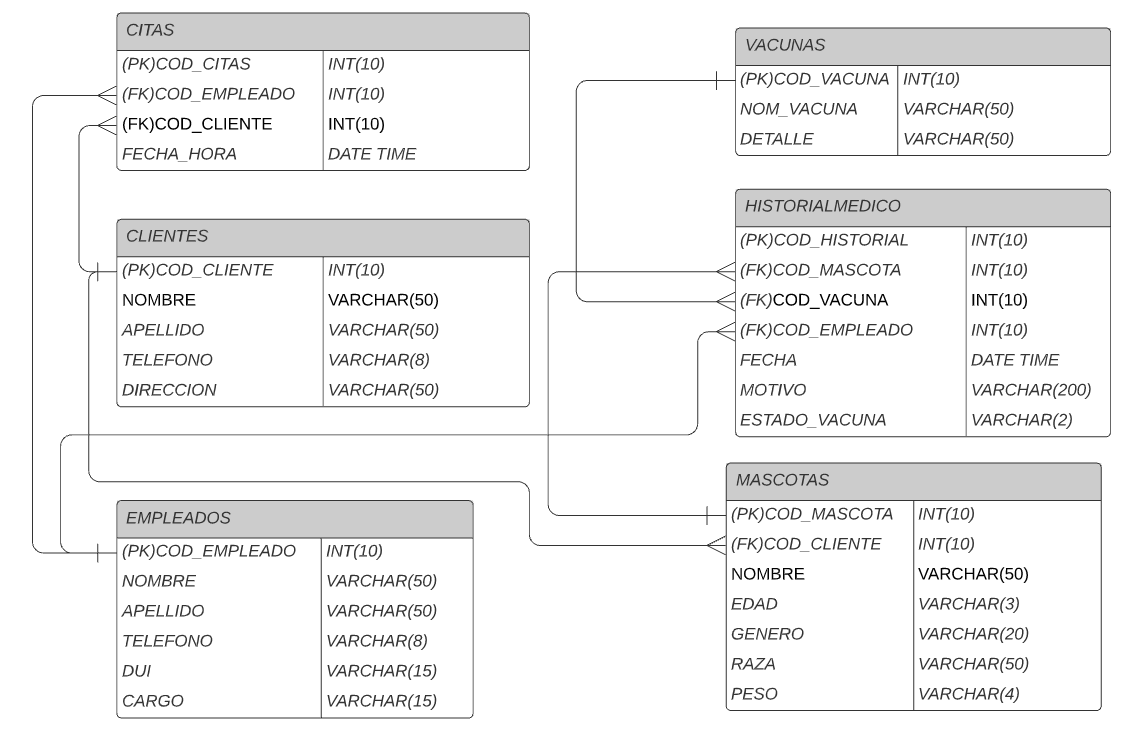 CITAS
(PK)COD_CITAS INT(10)
(FK)COD_EMPLEADO INT(10)
(FK)COD_CLIENTE INT(10)
FECHA_HORA DATE TIME
CLIENTES
(PK)COD_CLIENTE INT(10)
NOMBRE VARCHAR(50)
APELLIDO VARCHAR(50)
TELEFONO VARCHAR(8)
DIRECCION VARCHAR(50)
EMPLEADOS
(PK)COD_EMPLEADO INT(10)
NOMBRE VARCHAR(50)
APELLIDO VARCHAR(50)
TELEFONO VARCHAR(8)
DUI VARCHAR(15)
CARGO VARCHAR(15)
VACUNAS
(PK)COD_VACUNA INT(10)
NOM_VACUNA VARCHAR(50)
DETALLE VARCHAR(50)
HISTORIALMEDICO
(PK)COD_HISTORIAL INT(10)
(FK)COD_MASCOTA INT(10)
(FK)COD_VACUNA INT(10)
(FK)COD_EMPLEADO INT(10)
FECHA DATE TIME
MOTIVO VARCHAR(200)
ESTADO_VACUNA VARCHAR(2)
MASCOTAS
(PK)COD_MASCOTA INT(10)
(FK)COD_CLIENTE INT(10)
NOMBRE VARCHAR(50)
EDAD VARCHAR(3)
GENERO VARCHAR(20)
RAZA VARCHAR(50)
PESO VARCHAR(4)